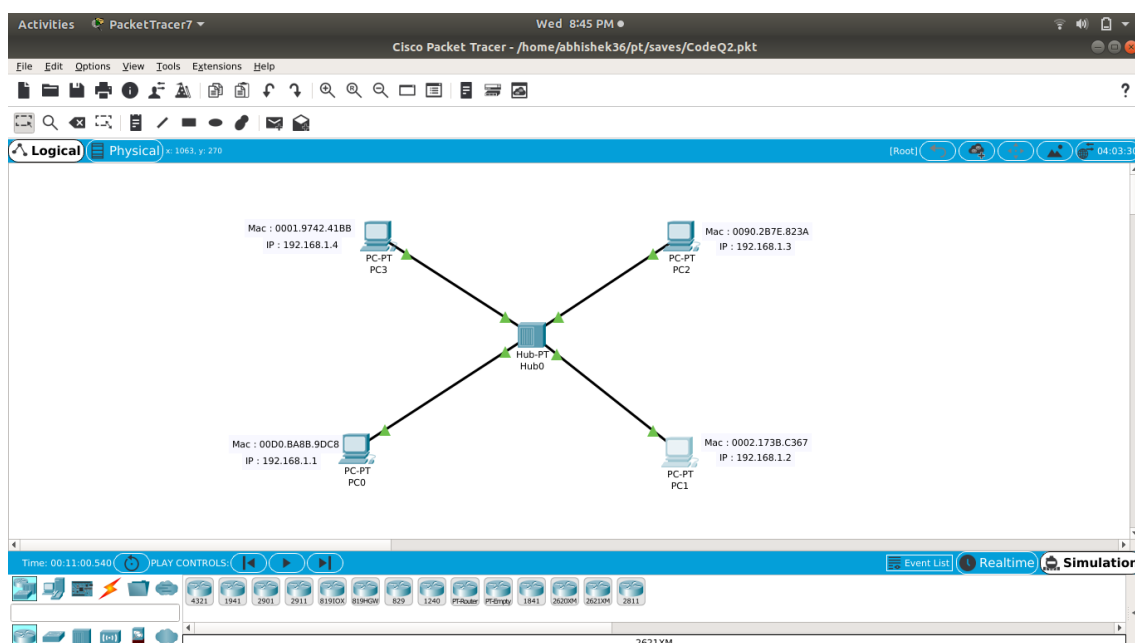 Activities PacketTracer7 Wed 8:45 PM
Cisco Packet Tracer - /home/abhishek36/pt/saves/CodeQ2.pkt
File Edit Options View Tools Extensions Help
?
Logical Physical x: 1063, y: 270 [Root] 04:03:30
Mac : 0001.9742.41BB
IP : 192.168.1.4
PC-PT
PC3
Mac : 0090.2B7E.823A
IP : 192.168.1.3
PC-PT
PC2
Hub-PT
Hub0
Mac : 00D0.BA8B.9DC8
IP : 192.168.1.1
PC-PT
PC0
Mac : 0002.173B.C367
IP : 192.168.1.2
PC-PT
PC1
Time: 00:11:00.540 PLAY CONTROLS: Event List Realtime Simulation
4321 1941 2901 2911 819IOX 819HGW 829 1240 PT-Router PT-Empty 1841 2620XM 2621XM 2811
2621XM